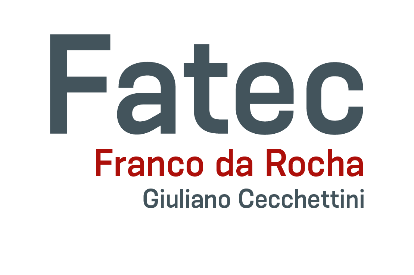 Fatec
Franco da Rocha
Giuliano Cecchettini